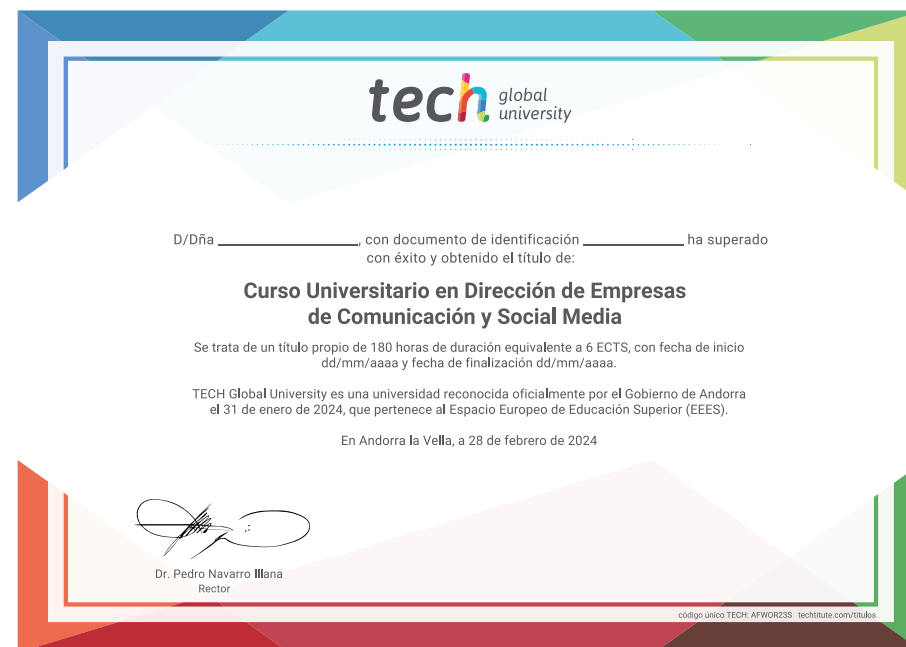 tech global university
D/Dña ____________, con documento de identificación ____________ ha superado
con éxito y obtenido el título de:
Curso Universitario en Dirección de Empresas
de Comunicación y Social Media
Se trata de un título propio de 180 horas de duración equivalente a 6 ECTS, con fecha de inicio
dd/mm/aaaa y fecha de finalización dd/mm/aaaa.
TECH Global University es una universidad reconocida oficialmente por el Gobierno de Andorra
el 31 de enero de 2024, que pertenece al Espacio Europeo de Educación Superior (EEES).
En Andorra la Vella, a 28 de febrero de 2024
Dr. Pedro Navarro Illana
Rector
código único TECH: AFWOR23S techtitute.com/titulos